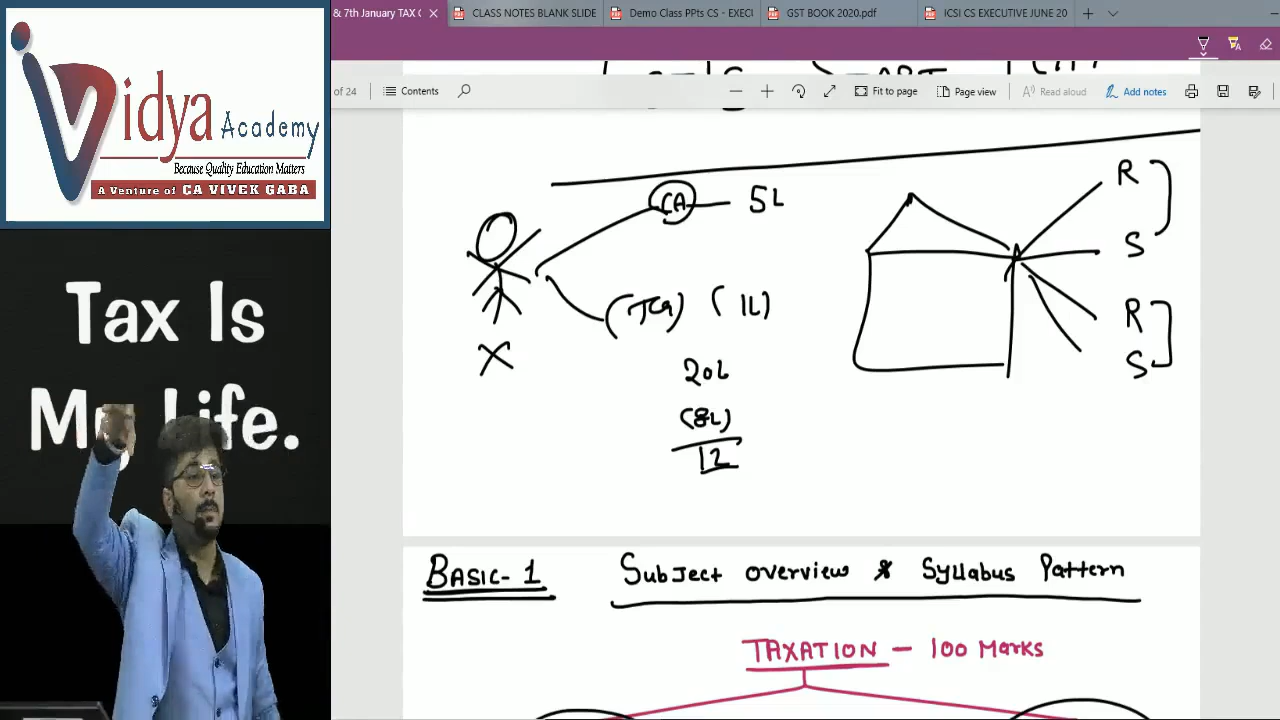 & 7th January TAX C
CLASS NOTES BLANK SLIDE
Demo Class PPts CS - EXECU
GST BOOK 2020.pdf
ICSI CS EXECUTIVE JUNE 20
of 24
Contents
Fit to page
Page view
Read aloud
Add notes
Vidya Academy
Because Quality Education Matters
A Venture of CA VIVEK GABA
Tax Is
My Life.
CA 5L
(1L)
20L
(8L)
12
X
R
S
R
S
BASIC-1 Subject overview & Syllabus Pattern
TAXATION - 100 Marks